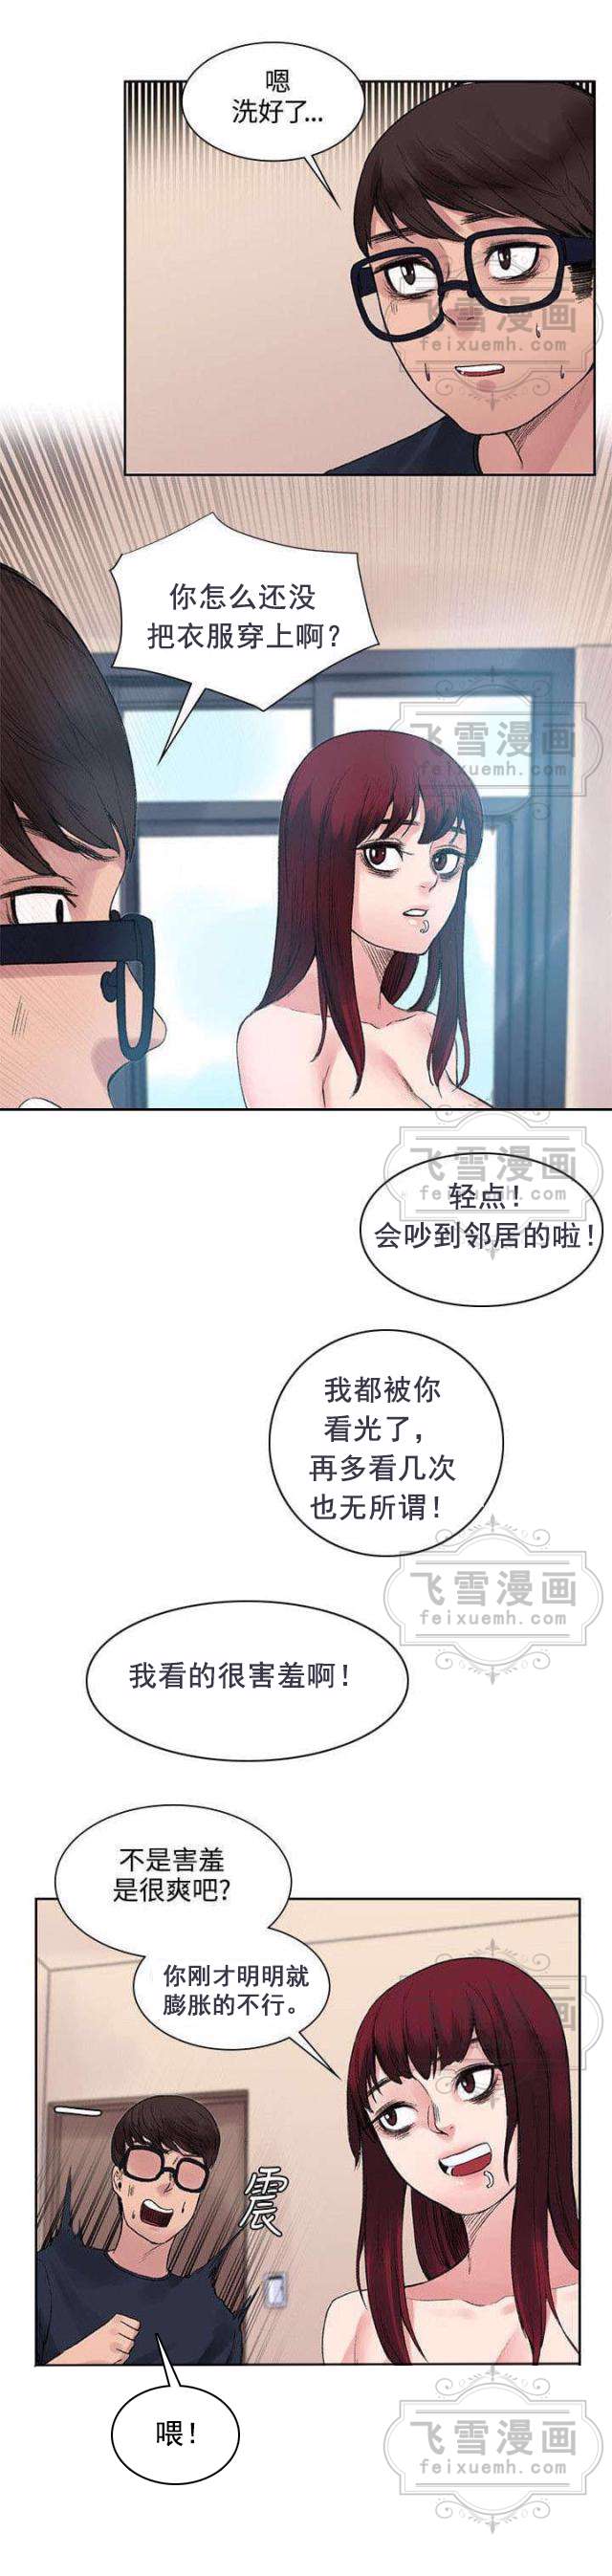 嗯
洗好了...
飞雪漫画
feixuemh.com
你怎么还没
把衣服穿上啊？
飞雪漫画
feixuemh.com
飞雪漫画
feixuemh.com
轻点！
会吵到邻居的啦！
我都被你
看光了，
再多看几次
也无所谓！
飞雪漫画
feixuemh.com
我看的很害羞啊！
不是害羞
是很爽吧？
你刚才明明就
膨胀的不行。
震
喂！
飞雪漫画
feixuemh.com